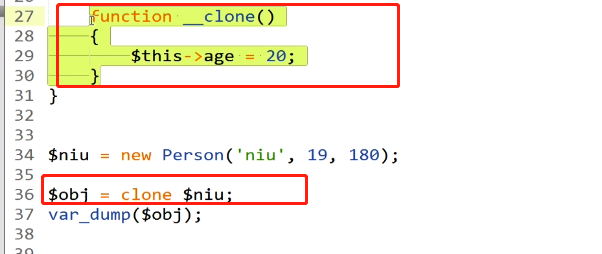 27 function __clone()
28 {
29 $this->age = 20;
30 }
31 }
32
33
34 $niu = new Person('niu', 19, 180);
35
36 $obj = clone $niu;
37 var_dump($obj);
38